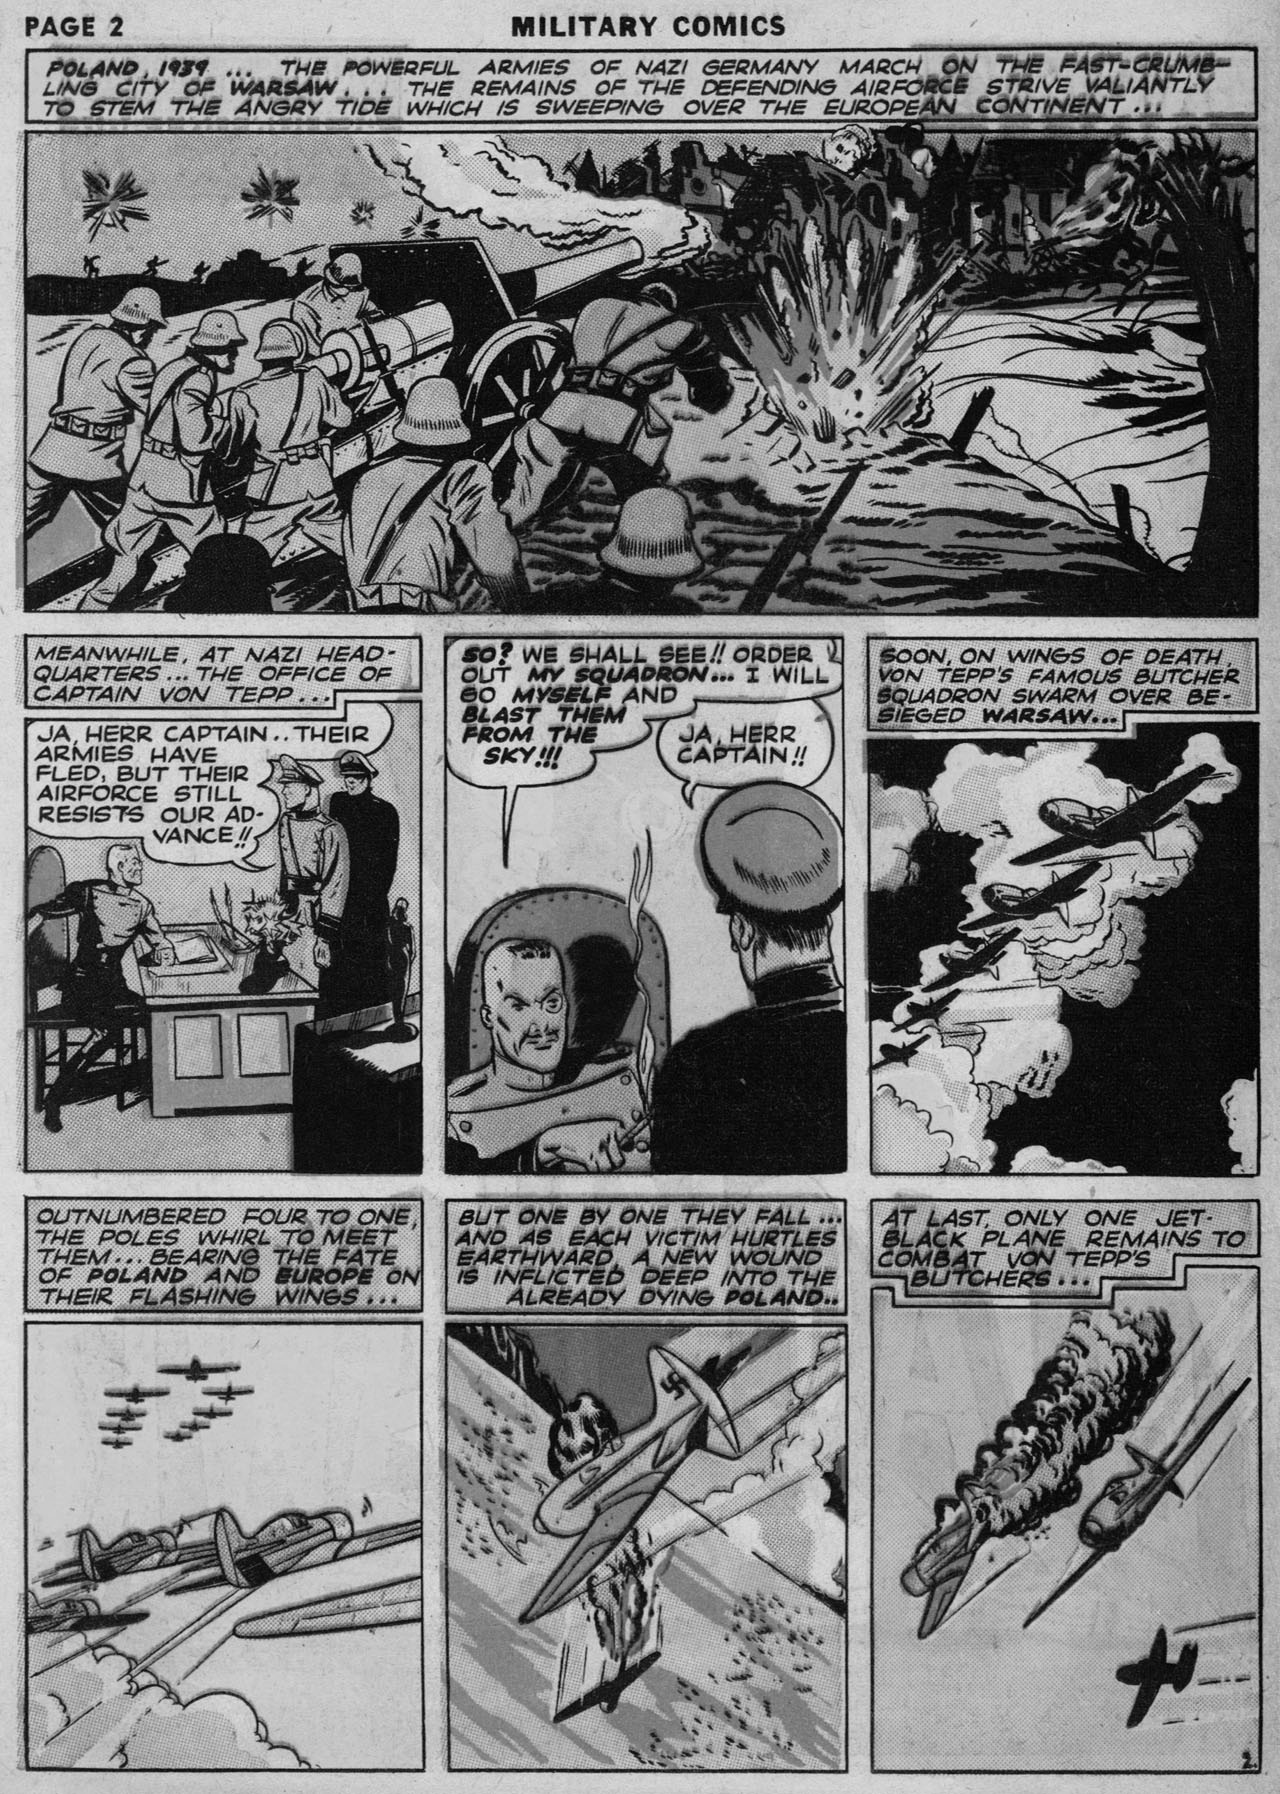 PAGE 2
MILITARY COMICS
POLAND, 1939 ... THE POWERFUL ARMIES OF NAZI GERMANY MARCH ON THE FAST-CRUMB-
LING CITY OF WARSAW... THE REMAINS OF THE DEFENDING AIRFORCE STRIVE VALIANTLY
TO STEM THE ANGRY TIDE WHICH IS SWEEPING OVER THE EUROPEAN CONTINENT...
MEANWHILE, AT NAZI HEAD-
QUARTERS... THE OFFICE OF
CAPTAIN VON TEPP...
JA, HERR CAPTAIN.. THEIR
ARMIES HAVE
FLED, BUT THEIR
AIRFORCE STILL
RESISTS OUR AD-
VANCE!!
SO? WE SHALL SEE!! ORDER
OUT MY SQUADRON... I WILL
GO MYSELF AND
BLAST THEM
FROM THE
SKY!!!
JA, HERR
CAPTAIN!!
SOON, ON WINGS OF DEATH,
VON TEPP'S FAMOUS BUTCHER
SQUADRON SWARM OVER BE-
SIEGED WARSAW...
OUTNUMBERED FOUR TO ONE,
THE POLES WHIRL TO MEET
THEM... BEARING THE FATE
OF POLAND AND EUROPE ON
THEIR FLASHING WINGS...
BUT ONE BY ONE THEY FALL...
AND AS EACH VICTIM HURTLES
EARTHWARD, A NEW WOUND
IS INFLICTED DEEP INTO THE
ALREADY DYING POLAND..
AT LAST, ONLY ONE JET-
BLACK PLANE REMAINS TO
COMBAT VON TEPP'S
BUTCHERS...
2.